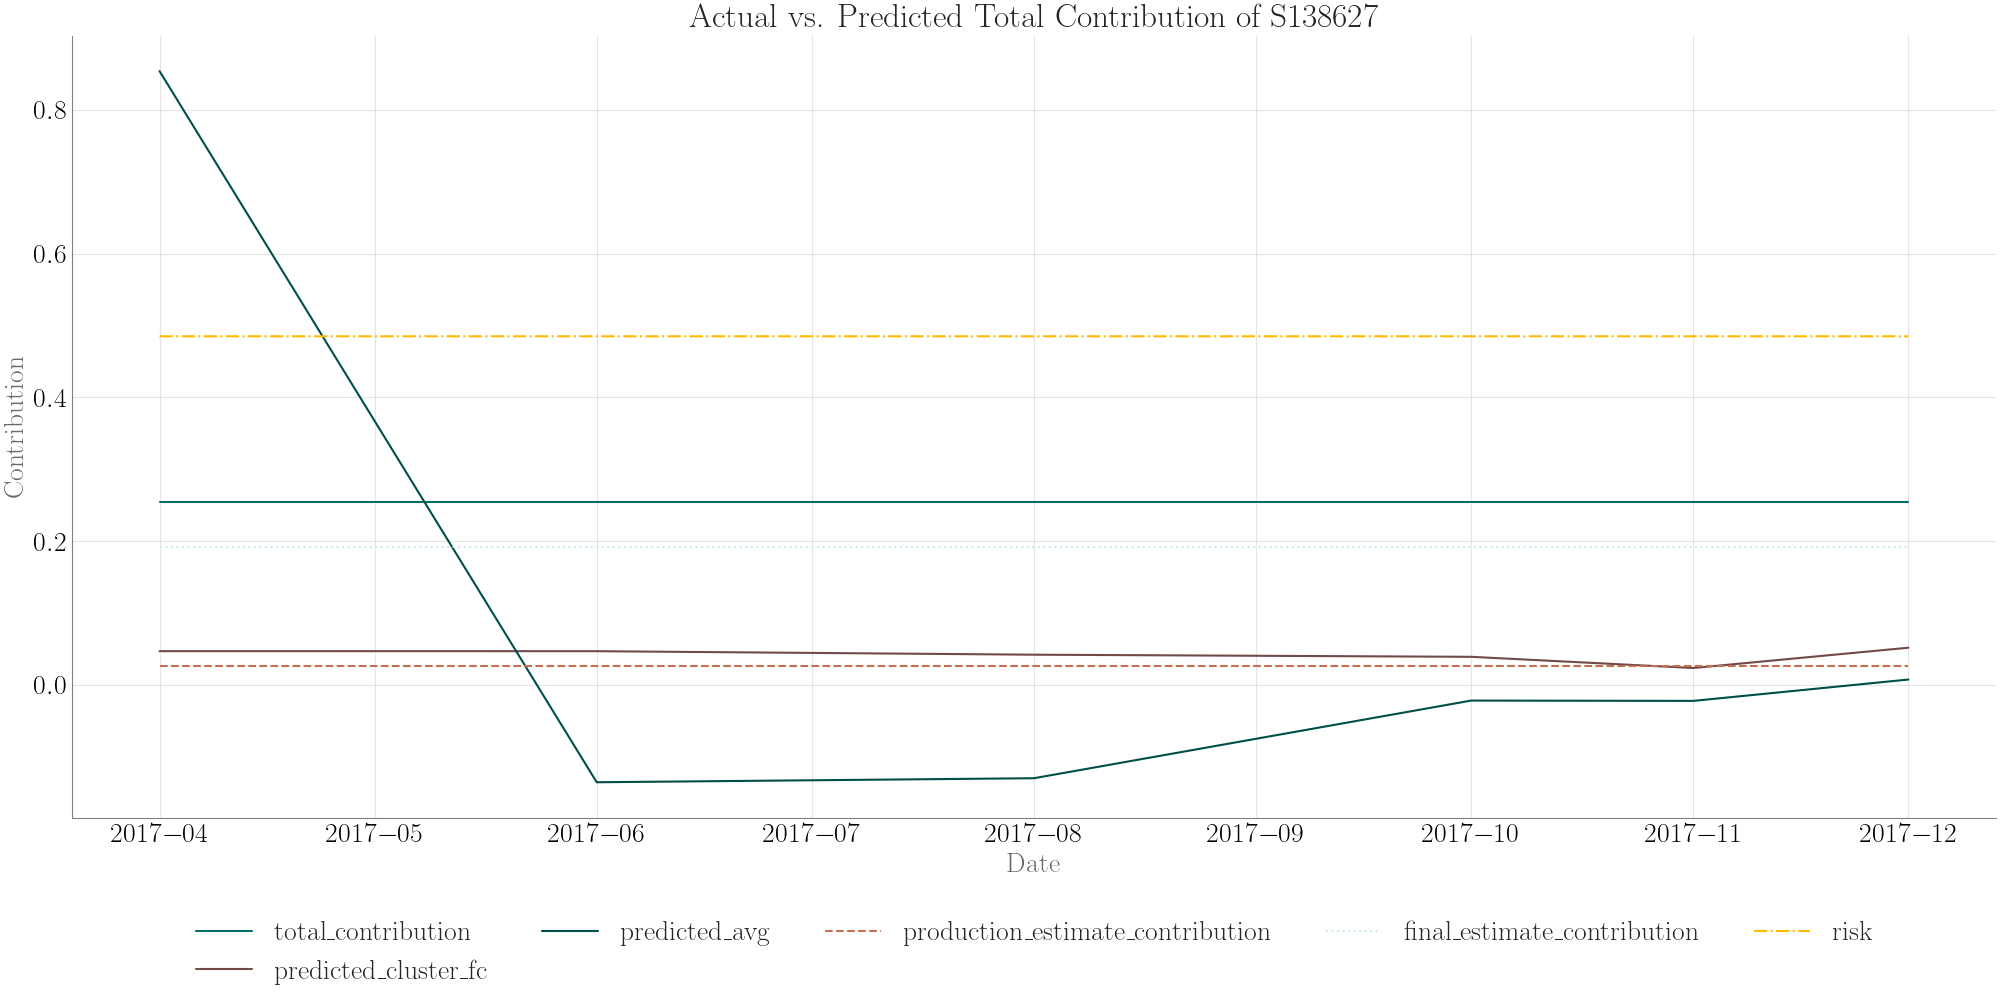 Actual vs. Predicted Total Contribution of S138627
Contribution
0.8
0.6
0.4
0.2
0.0
2017–04 2017–05 2017–06 2017–07 2017–08 2017–09 2017–10 2017–11 2017–12
Date
total_contribution predicted_avg production_estimate_contribution final_estimate_contribution risk
predicted_cluster_fc